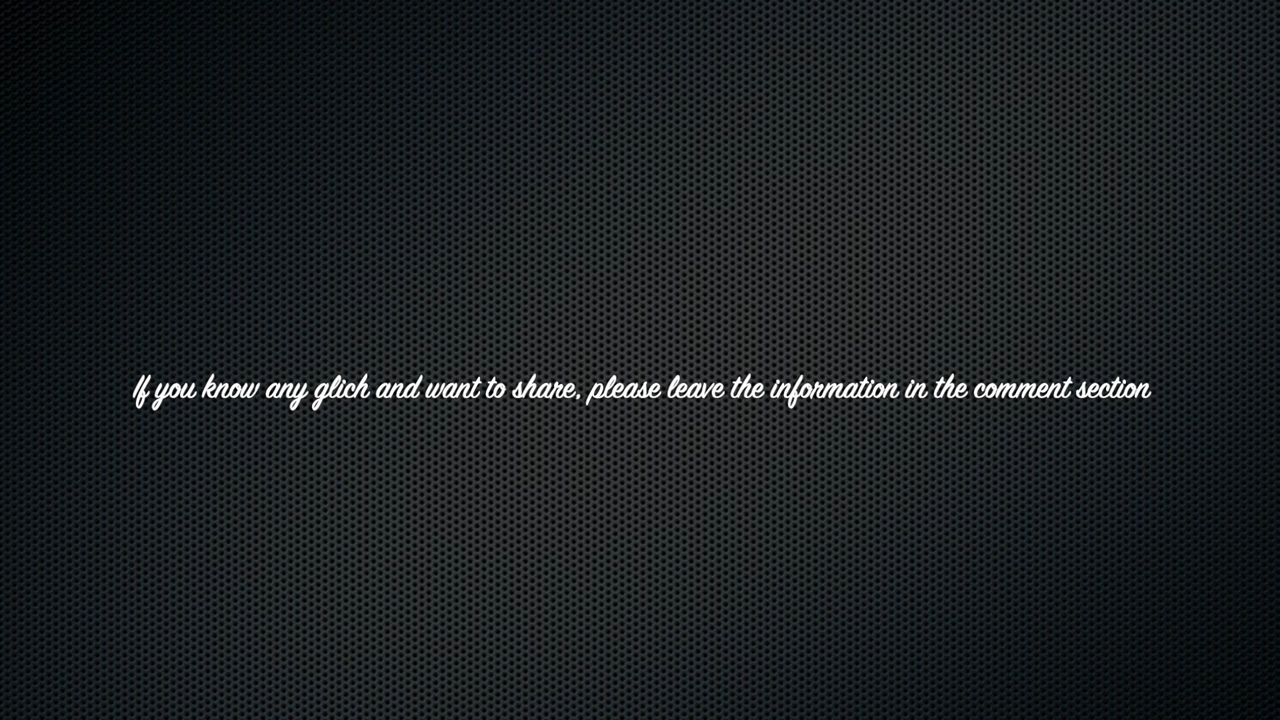 If you know any glich and want to share, please leave the information in the comment section